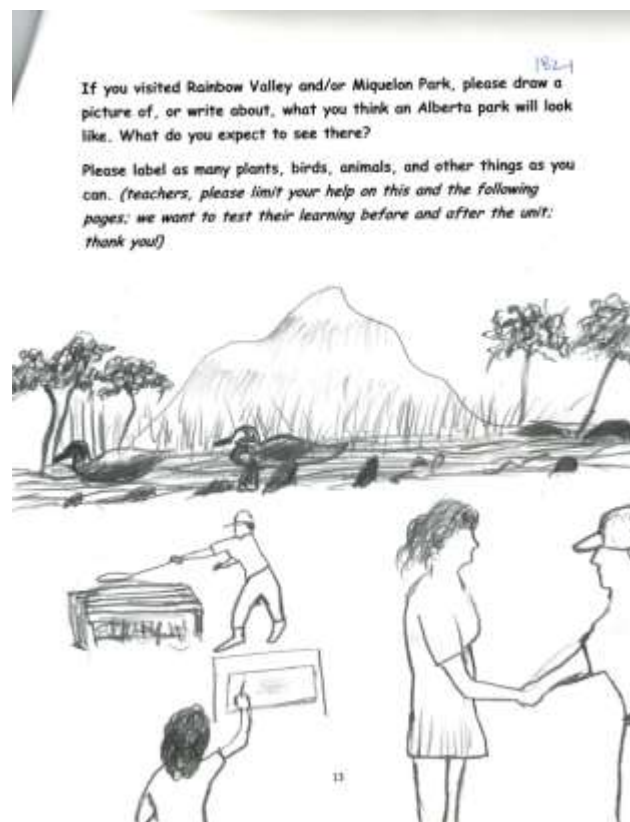 1824
If you visited Rainbow Valley and/or Miquelon Park, please draw a
picture of, or write about, what you think an Alberta park will look
like. What do you expect to see there?
Please label as many plants, birds, animals, and other things as you
can. (teachers, please limit your help on this and the following
pages; we want to test their learning before and after the unit;
thank you!)
13